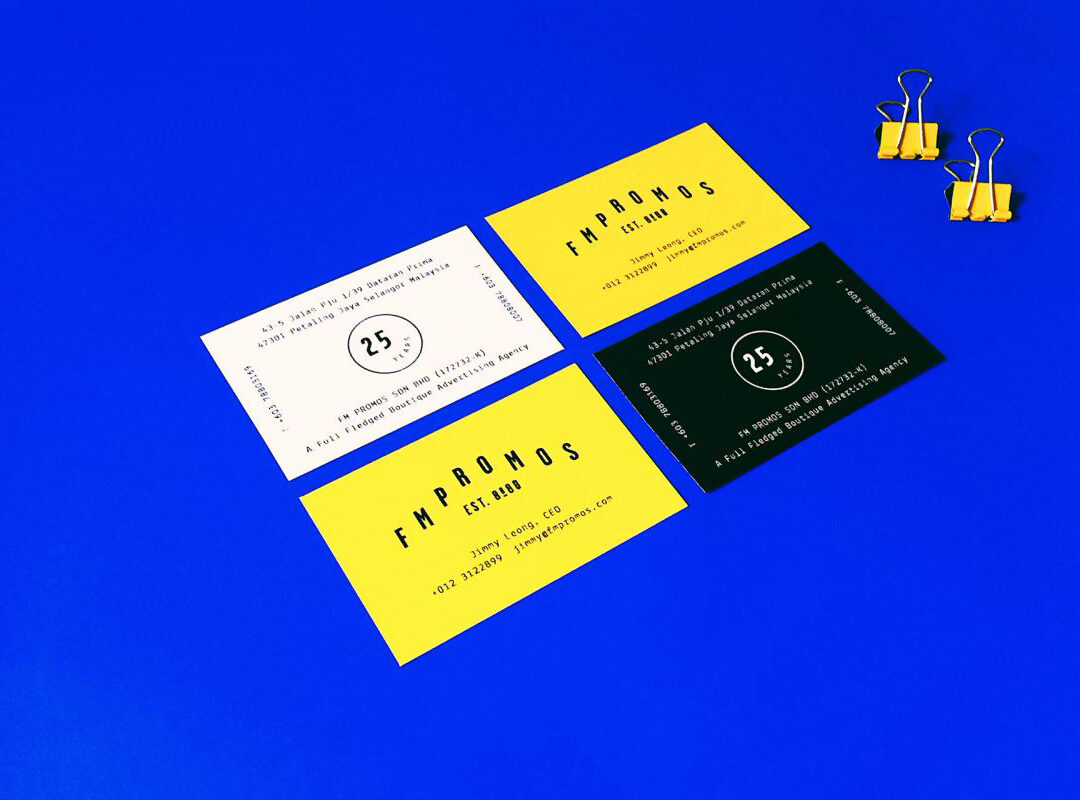 43-5 Jalan Pju 1/39 Dataran Prima
47301 Petaling Jaya Selangor Malaysia
F +603 78808007
25
YEARS
T +603 78803169
FM PROMOS SDN BHD (172732-K)
A Full Fledged Boutique Advertising Agency
FMPROMOS
EST. 8188
Jimmy Leong, CEO
+012 3122899 jimmy@fmpromos.com
FMPROMOS
EST. 8188
Jimmy Leong, CEO
+012 3122899 jimmy@fmpromos.com
43-5 Jalan Pju 1/39 Dataran Prima
47301 Petaling Jaya Selangor Malaysia
F +603 78808007
25
YEARS
T +603 78803169
FM PROMOS SDN BHD (172732-K)
A Full Fledged Boutique Advertising Agency